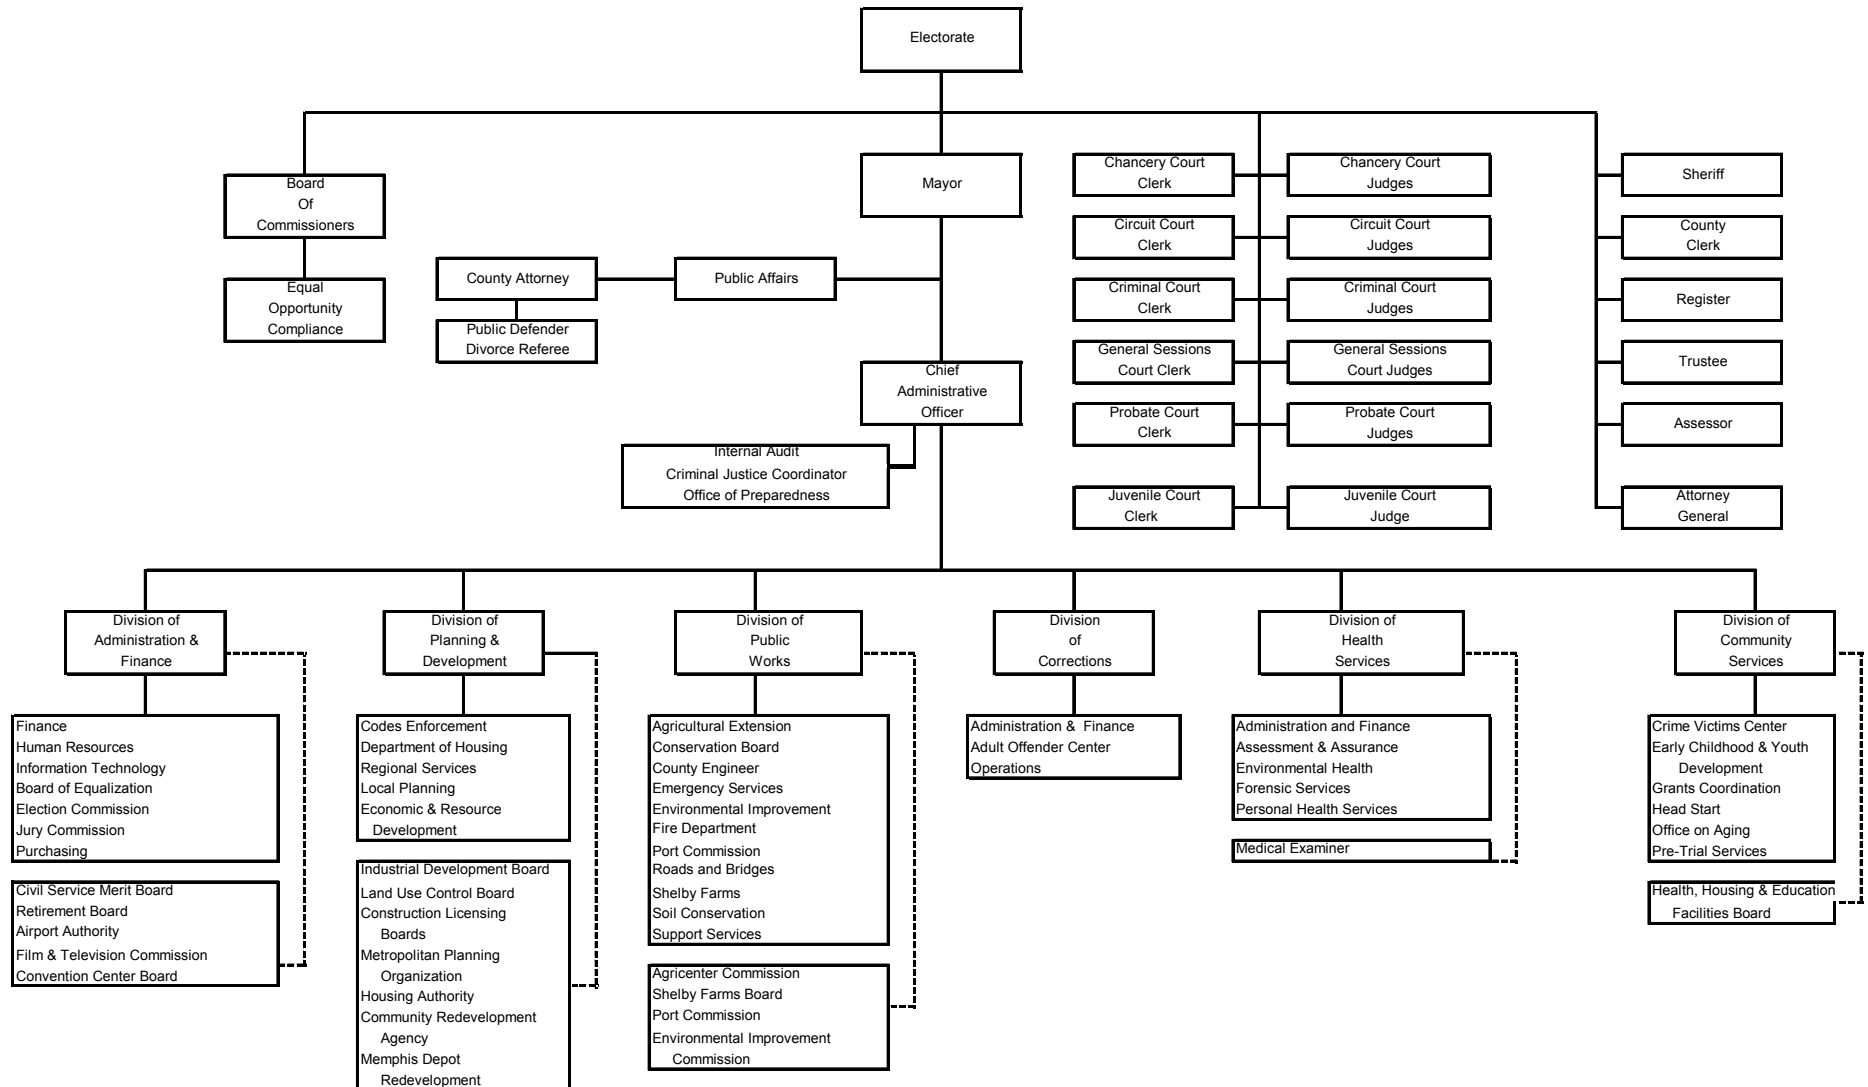 Electorate
Board
Of
Commissioners
Equal
Opportunity
Compliance
Mayor
County Attorney
Public Affairs
Public Defender
Divorce Referee
Chief
Administrative
Officer
Internal Audit
Criminal Justice Coordinator
Office of Preparedness
Chancery Court
Clerk
Chancery Court
Judges
Circuit Court
Clerk
Circuit Court
Judges
Criminal Court
Clerk
Criminal Court
Judges
General Sessions
Court Clerk
General Sessions
Court Judges
Probate Court
Clerk
Probate Court
Judges
Juvenile Court
Clerk
Juvenile Court
Judge
Sheriff
County
Clerk
Register
Trustee
Assessor
Attorney
General
Division of
Administration &
Finance
Finance
Human Resources
Information Technology
Board of Equalization
Election Commission
Jury Commission
Purchasing
Civil Service Merit Board
Retirement Board
Airport Authority
Film & Television Commission
Convention Center Board
Division of
Planning &
Development
Codes Enforcement
Department of Housing
Regional Services
Local Planning
Economic & Resource
Development
Industrial Development Board
Land Use Control Board
Construction Licensing
Boards
Metropolitan Planning
Organization
Housing Authority
Community Redevelopment
Agency
Memphis Depot
Redevelopment
Division of
Public
Works
Agricultural Extension
Conservation Board
County Engineer
Emergency Services
Environmental Improvement
Fire Department
Port Commission
Roads and Bridges
Shelby Farms
Soil Conservation
Support Services
Agricenter Commission
Shelby Farms Board
Port Commission
Environmental Improvement
Commission
Division
of
Corrections
Administration & Finance
Adult Offender Center
Operations
Division of
Health
Services
Administration and Finance
Assessment & Assurance
Environmental Health
Forensic Services
Personal Health Services
Medical Examiner
Division of
Community
Services
Crime Victims Center
Early Childhood & Youth
Development
Grants Coordination
Head Start
Office on Aging
Pre-Trial Services
Health, Housing & Education
Facilities Board